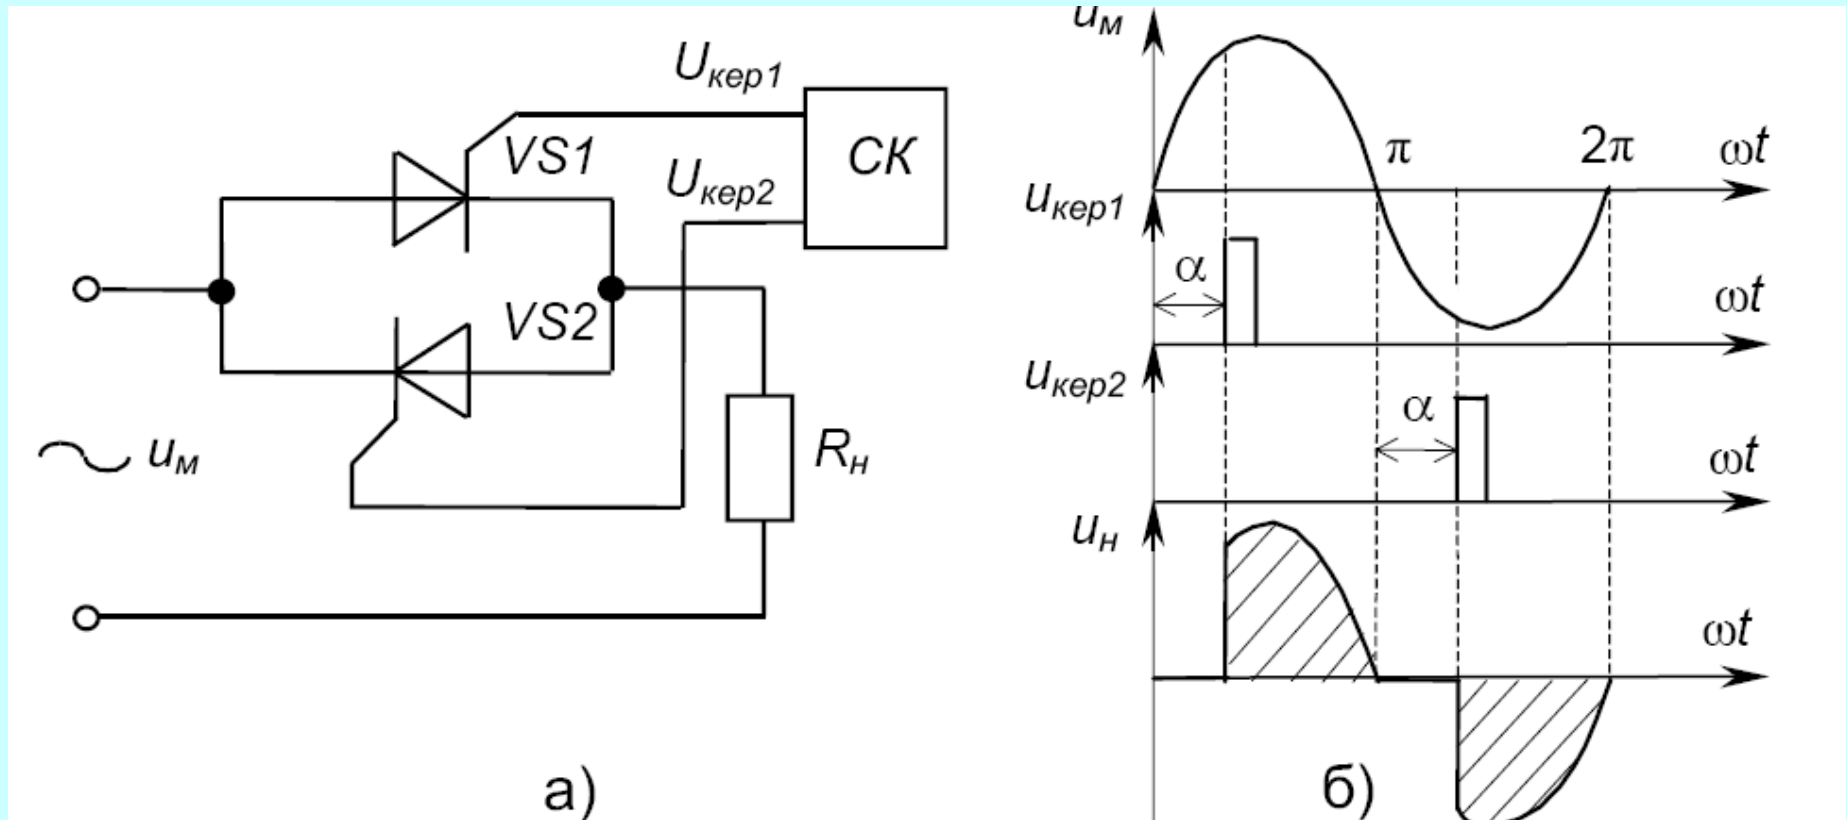 Uкер1
VS1
СК
Uкер2
VS2
uм
Rн
а)
uм
π
2π
ωt
uкер1
α
ωt
uкер2
α
ωt
uн
ωt
б)